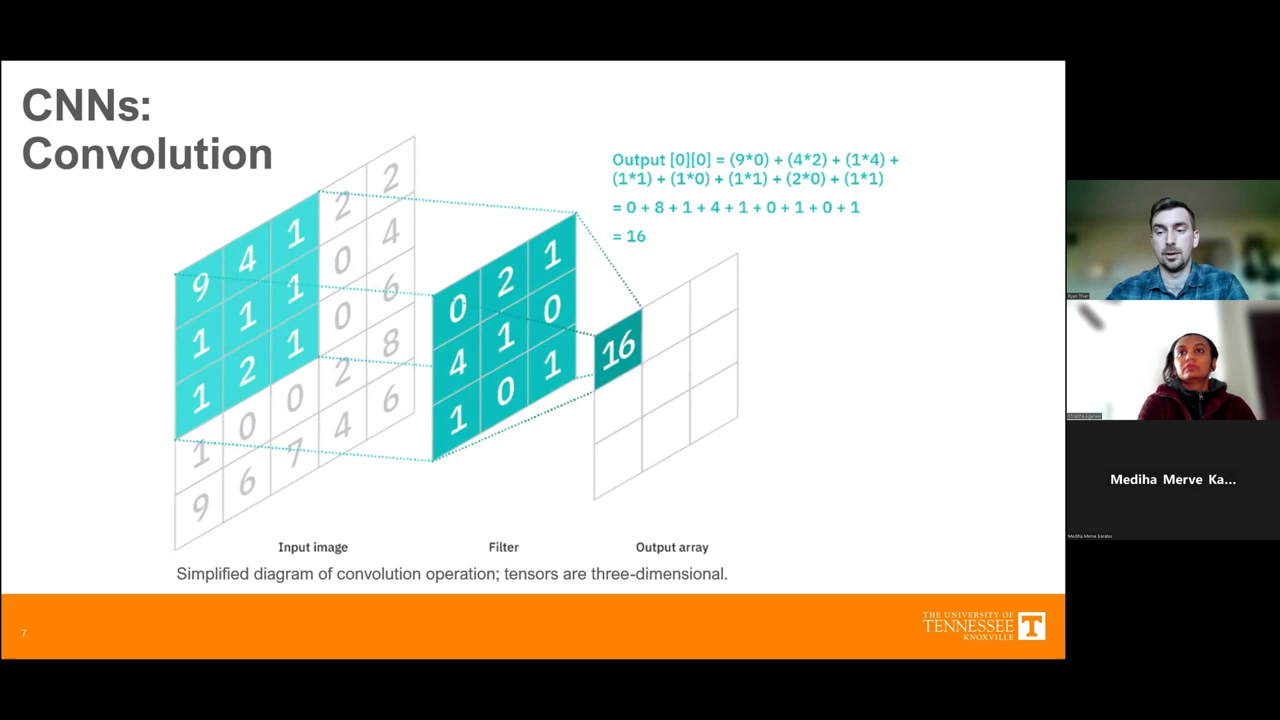 CNNs:
Convolution
Output [0][0] = (9*0) + (4*2) + (1*4) +
(1*1) + (1*0) + (1*1) + (2*0) + (1*1)
= 0 + 8 + 1 + 4 + 1 + 0 + 1 + 0 + 1
= 16
9 4 1 2 2
1 1 1 0 4
1 2 1 0 6
1 0 0 2 8
9 6 7 4 6
0 2 1
4 1 0
1 0 1
16
Input image
Filter
Output array
Simplified diagram of convolution operation; tensors are three-dimensional.
7
THE UNIVERSITY OF
TENNESSEE
KNOXVILLE
T
Mediha Merve Ka...
Mediha Merve Karatas